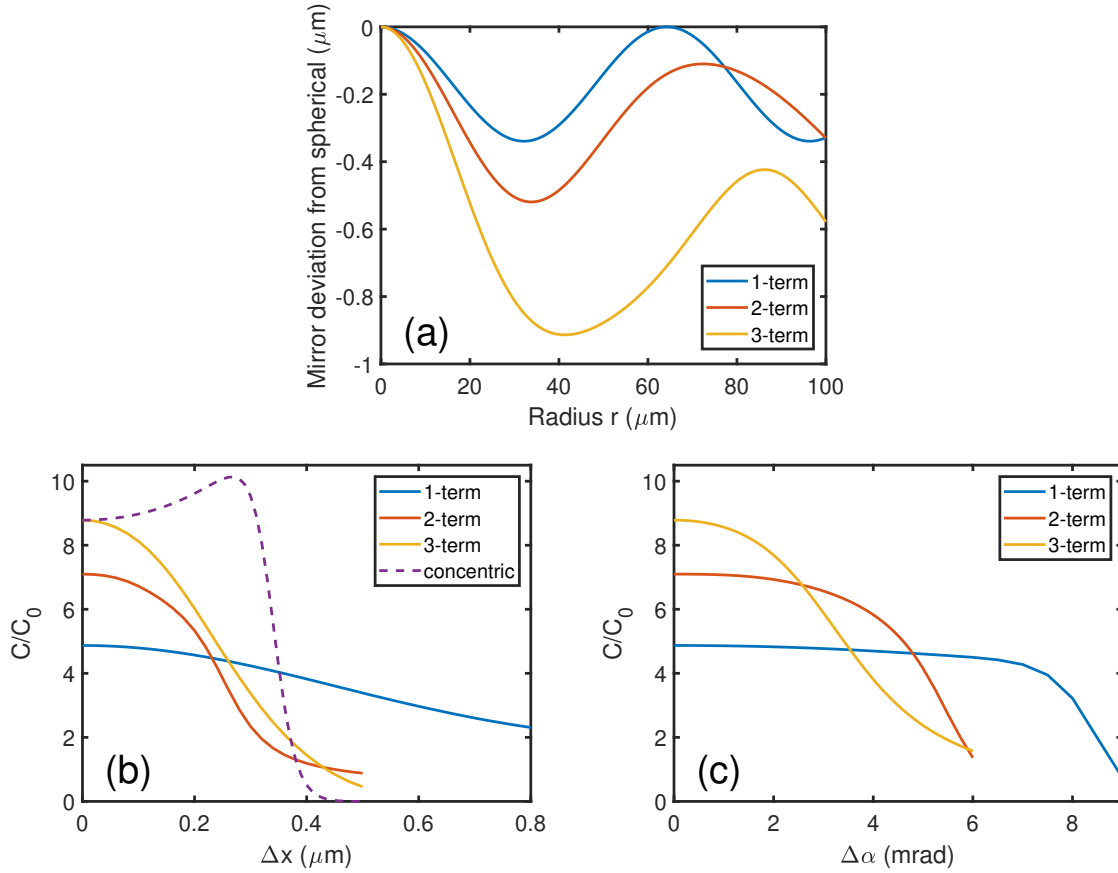 Mirror deviation from spherical (μm)
0
-0.2
-0.4
-0.6
-0.8
-1
(a)
1-term
2-term
3-term
0 20 40 60 80 100
Radius r (μm)
C/C0
10
8
6
4
2
0
(b)
1-term
2-term
3-term
concentric
0 0.2 0.4 0.6 0.8
Δx (μm)
C/C0
10
8
6
4
2
0
(c)
1-term
2-term
3-term
0 2 4 6 8
Δα (mrad)